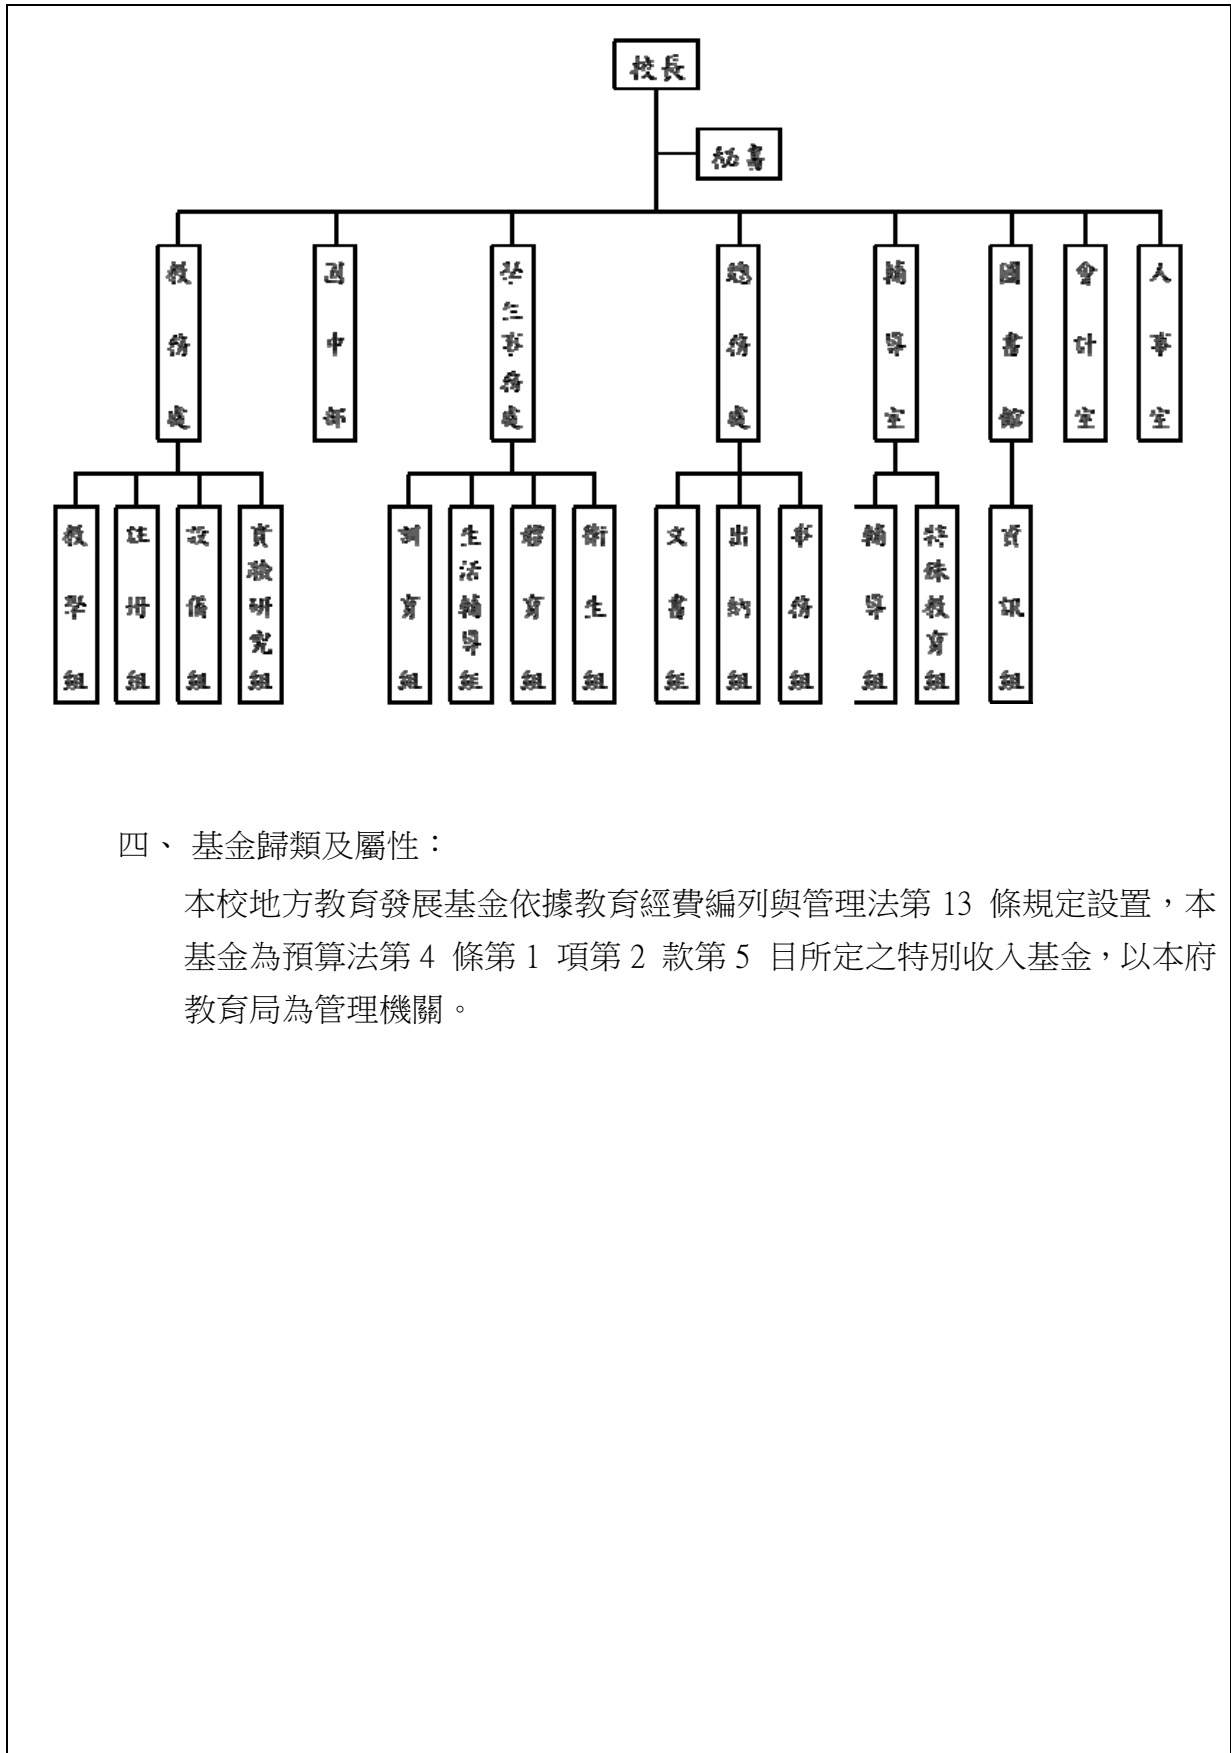 校長
秘書
教務處
國中部
學生事務處
總務處
輔導室
圖書館
會計室
人事室
教學組
註冊組
設備組
實驗研究組
訓育組
生活輔導組
體育組
衛生組
文書組
出納組
事務組
輔導組
特殊教育組
資訊組
四、 基金歸類及屬性：
本校地方教育發展基金依據教育經費編列與管理法第 13 條規定設置，本
基金為預算法第 4 條第 1 項第 2 款第 5 目所定之特別收入基金，以本府
教育局為管理機關。